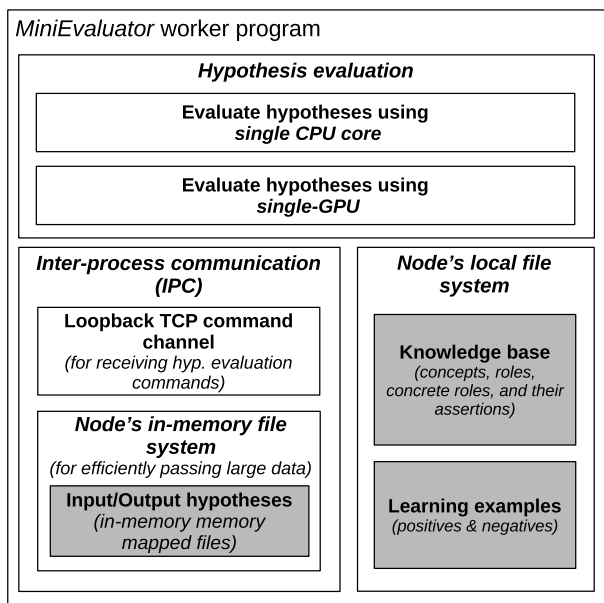 MiniEvaluator worker program
Hypothesis evaluation
Evaluate hypotheses using
single CPU core
Evaluate hypotheses using
single-GPU
Inter-process communication
(IPC)
Loopback TCP command
channel
(for receiving hyp. evaluation
commands)
Node's in-memory file
system
(for efficiently passing large data)
Input/Output hypotheses
(in-memory memory
mapped files)
Node's local file
system
Knowledge base
(concepts, roles,
concrete roles, and their
assertions)
Learning examples
(positives & negatives)